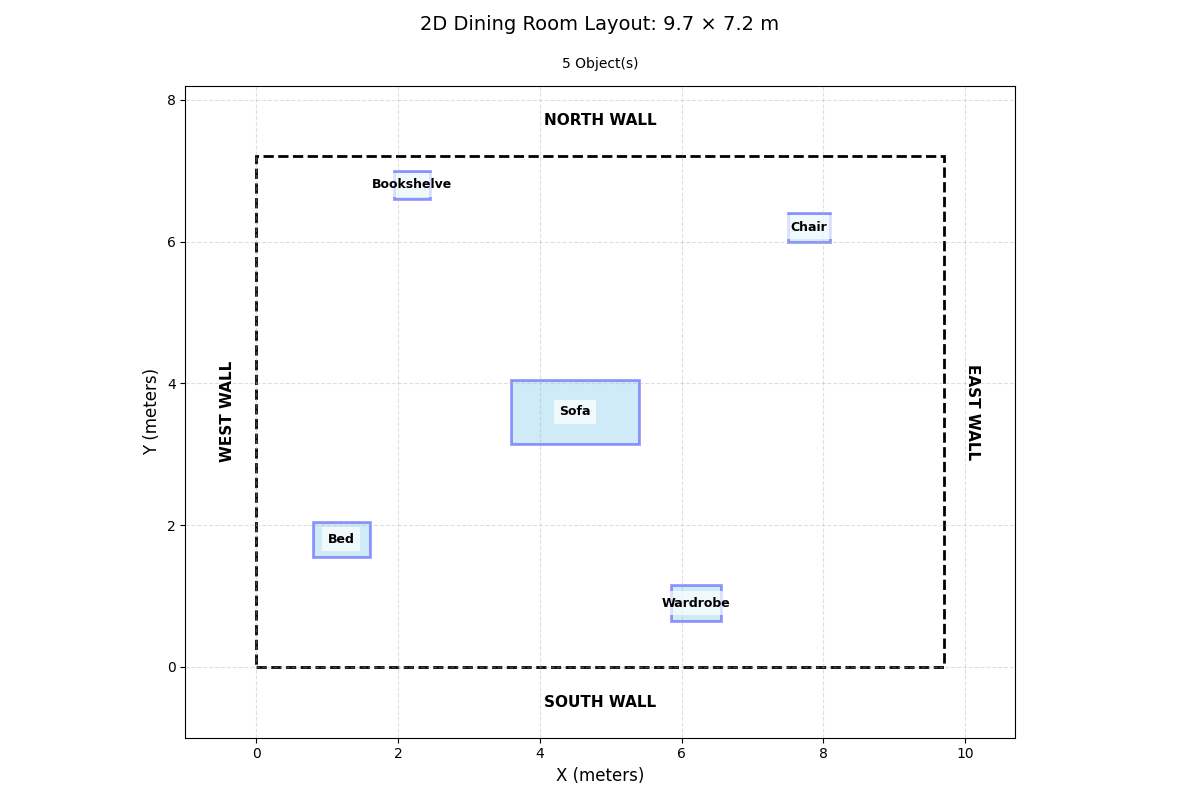 2D Dining Room Layout: 9.7 × 7.2 m
5 Object(s)
8
NORTH WALL
Bookshelve
Chair
6
4
Sofa
WEST WALL
EAST WALL
Y (meters)
2
Bed
Wardrobe
0
SOUTH WALL
0 2 4 6 8 10
X (meters)